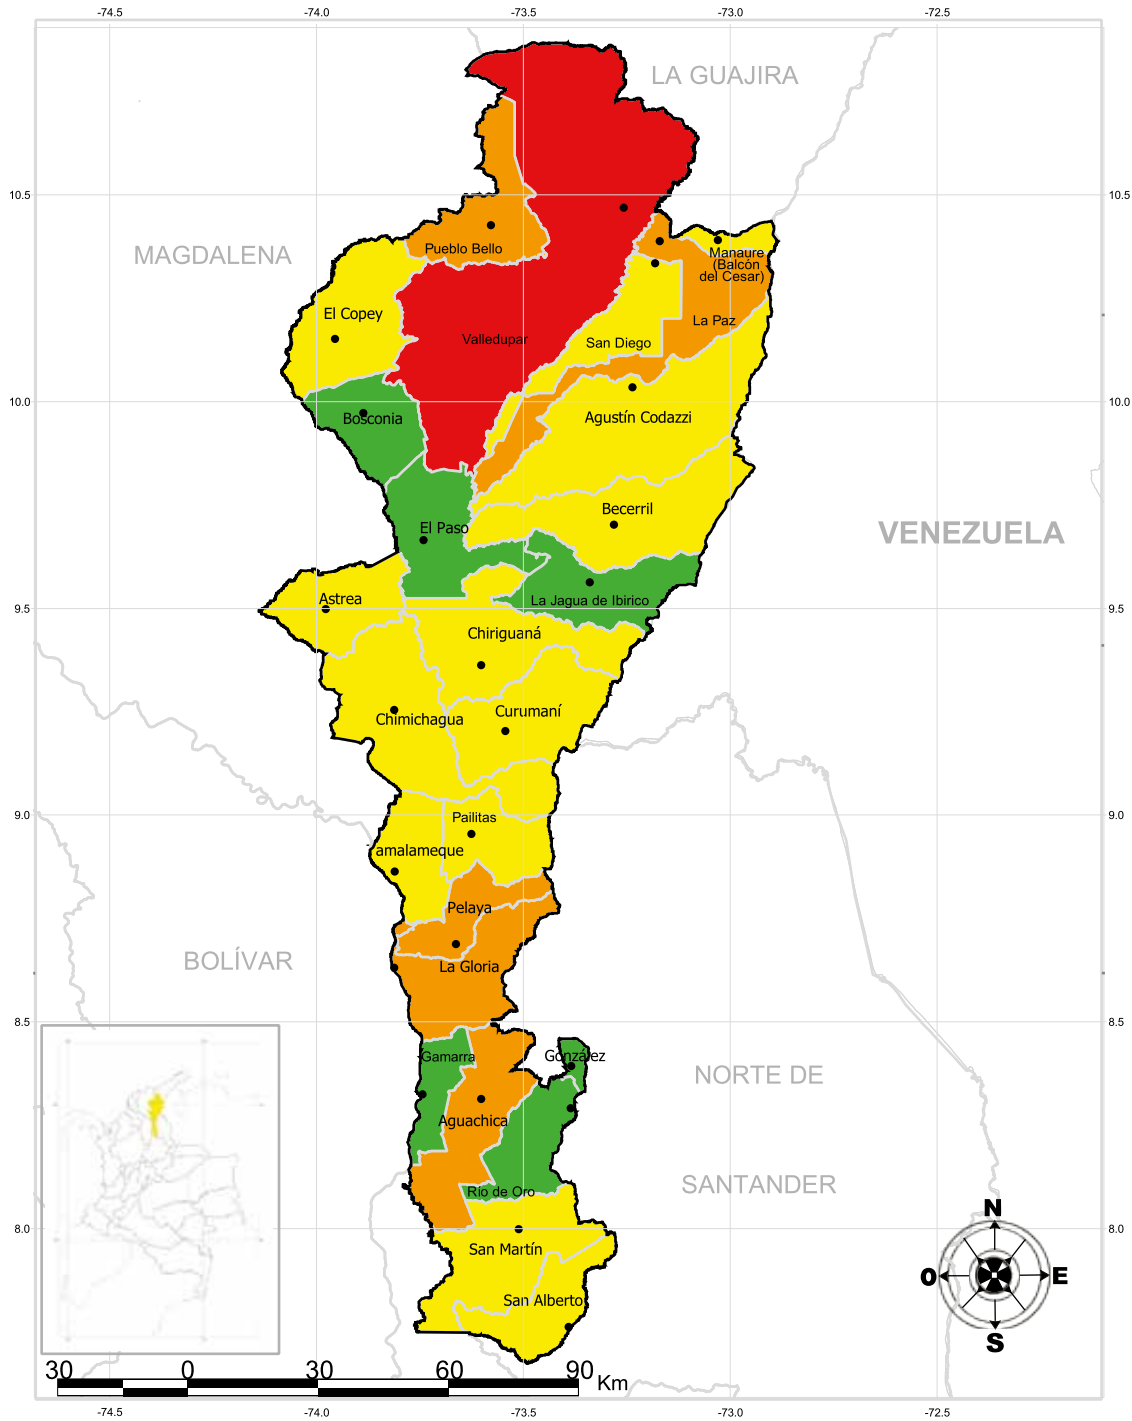 -74.5 -74.0 -73.5 -73.0 -72.5
LA GUAJIRA
10.5 10.5
MAGDALENA
Pueblo Bello
Manaure
(Balcón
del Cesar)
El Copey
La Paz
Valledupar
San Diego
10.0 10.0
Bosconia
Agustín Codazzi
Becerril
El Paso
VENEZUELA
Astrea
La Jagua de Ibirico
9.5 9.5
Chiriguaná
Chimichagua
Curumaní
9.0 9.0
Pailitas
amalameque
Pelaya
BOLÍVAR
La Gloria
8.5 8.5
Gamarra
González
NORTE DE
Aguachica
SANTANDER
Río de Oro
N
8.0 8.0
San Martín
O E
San Alberto
S
30 0 30 60 90
Km
-74.5 -74.0 -73.5 -73.0 -72.5